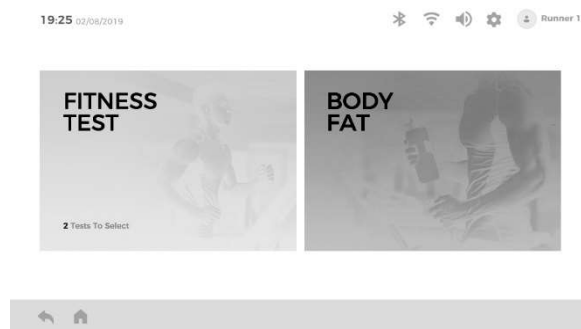 19:25 02/08/2019
Runner 1
FITNESS
TEST
2 Tests To Select
BODY
FAT